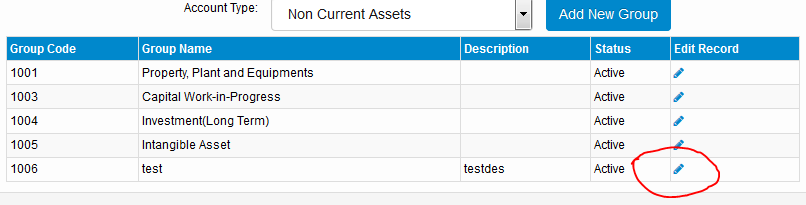 Account Type: Non Current Assets Add New Group
Group Code Group Name Description Status Edit Record
1001 Property, Plant and Equipments Active
1003 Capital Work-in-Progress Active
1004 Investment(Long Term) Active
1005 Intangible Asset Active
1006 test testdes Active